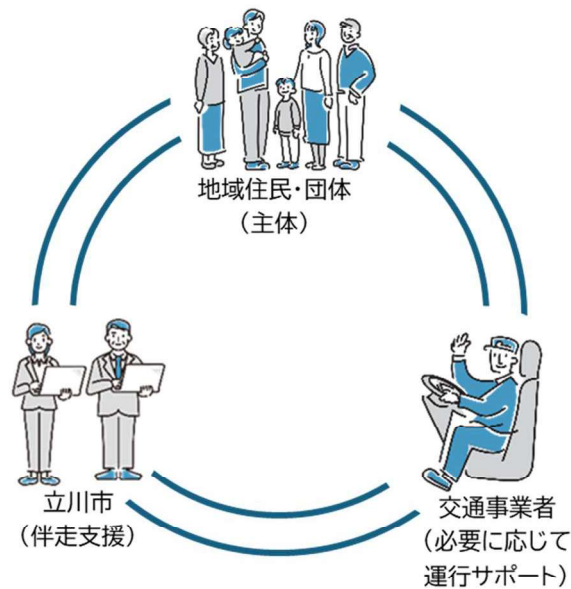 地域住民・団体
（主体）
立川市
（伴走支援）
交通事業者
（必要に応じて
運行サポート）